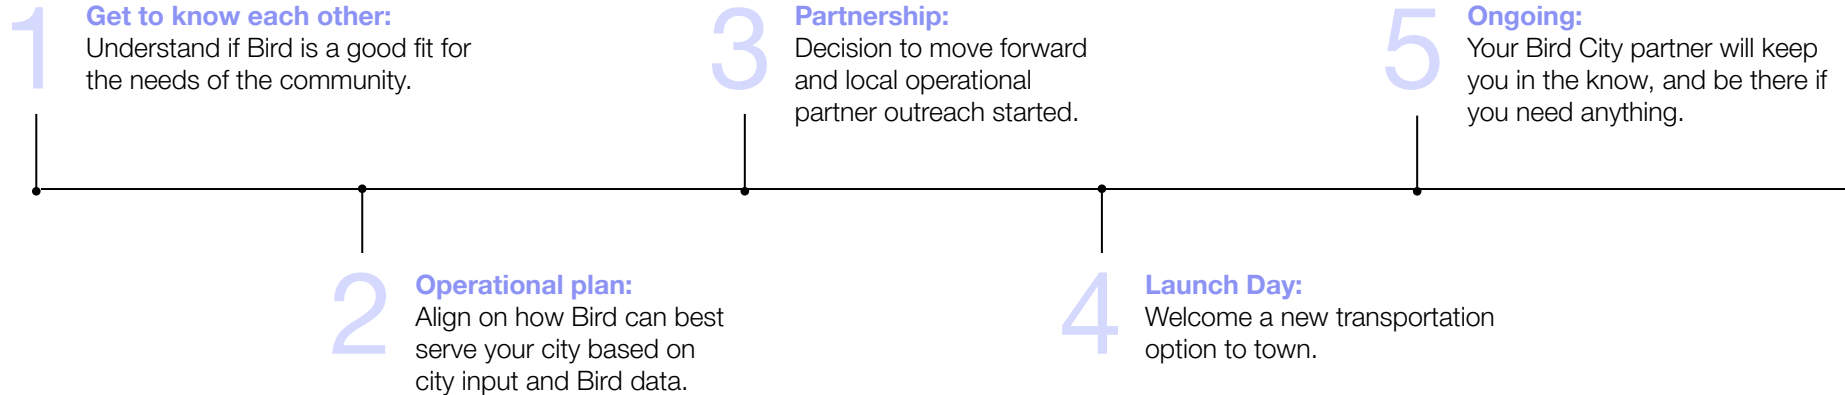 1
Get to know each other:
Understand if Bird is a good fit for
the needs of the community.
2
Operational plan:
Align on how Bird can best
serve your city based on
city input and Bird data.
3
Partnership:
Decision to move forward
and local operational
partner outreach started.
4
Launch Day:
Welcome a new transportation
option to town.
5
Ongoing:
Your Bird City partner will keep
you in the know, and be there if
you need anything.